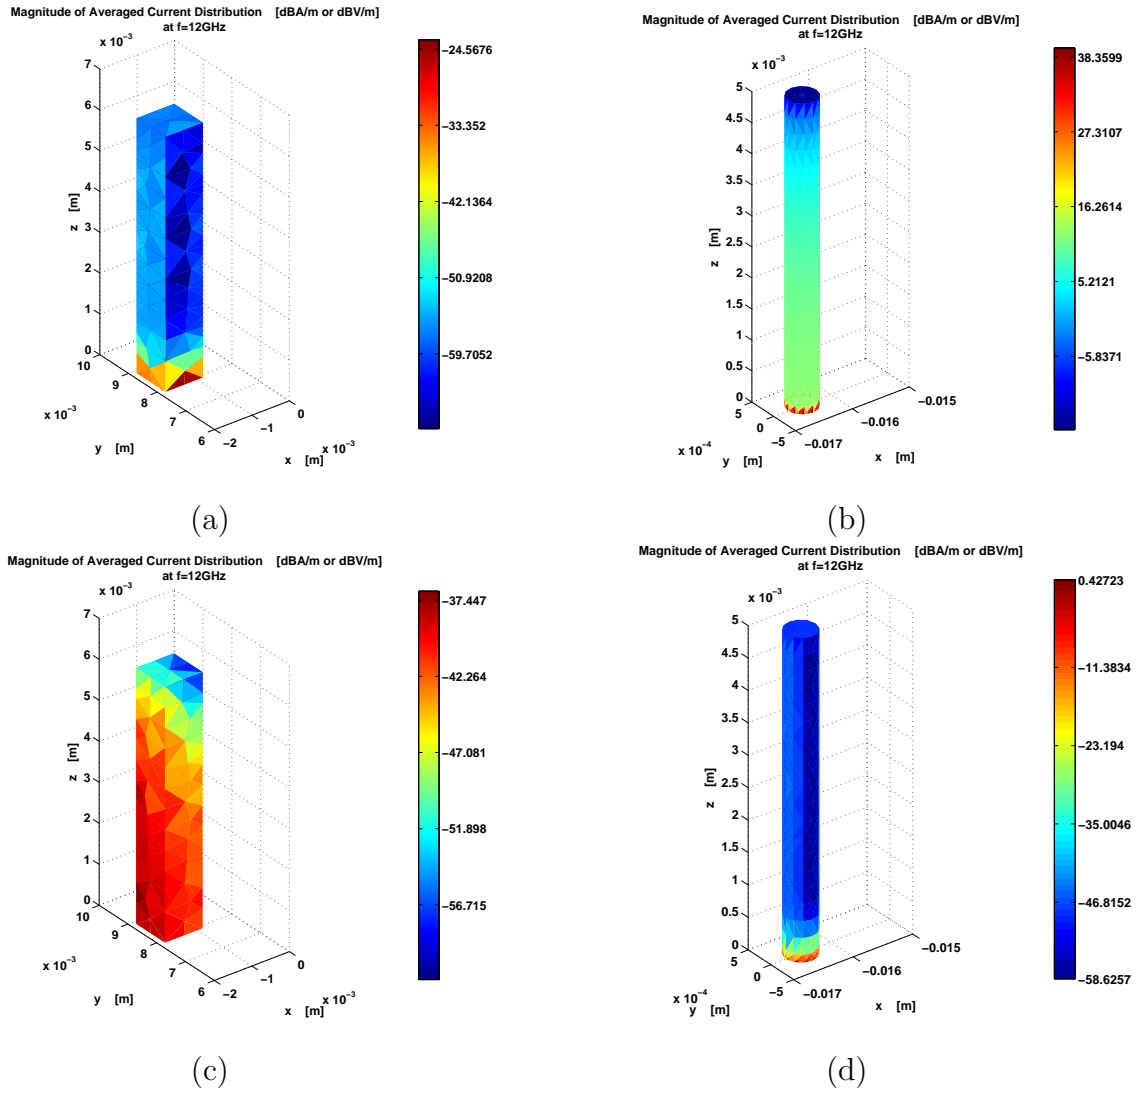 Magnitude of Averaged Current Distribution [dBA/m or dBV/m]
at f=12GHz
x 10⁻³
7
6
5
4
3
2
1
0
z [m]
10
9
8
7
6
x 10⁻³
y [m]
−2
−1
0
x 10⁻³
x [m]
−24.5676
−33.352
−42.1364
−50.9208
−59.7052
(a)
Magnitude of Averaged Current Distribution [dBA/m or dBV/m]
at f=12GHz
x 10⁻³
5
4.5
4
3.5
3
2.5
2
1.5
1
0.5
0
z [m]
5
0
−5
x 10⁻⁴
y [m]
−0.017
−0.016
−0.015
x [m]
38.3599
27.3107
16.2614
5.2121
−5.8371
(b)
Magnitude of Averaged Current Distribution [dBA/m or dBV/m]
at f=12GHz
x 10⁻³
7
6
5
4
3
2
1
0
z [m]
10
9
8
7
6
x 10⁻³
y [m]
−2
−1
0
x 10⁻³
x [m]
−37.447
−42.264
−47.081
−51.898
−56.715
(c)
Magnitude of Averaged Current Distribution [dBA/m or dBV/m]
at f=12GHz
x 10⁻³
5
4.5
4
3.5
3
2.5
2
1.5
1
0.5
0
z [m]
5
0
−5
x 10⁻⁴
y [m]
−0.017
−0.016
−0.015
x [m]
0.42723
−11.3834
−23.194
−35.0046
−46.8152
−58.6257
(d)